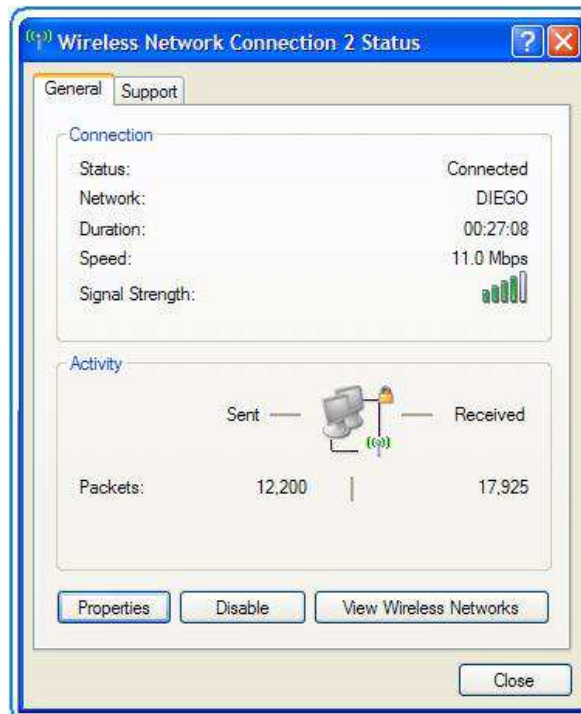 Wireless Network Connection 2 Status
General Support
Connection
Status: Connected
Network: DIEGO
Duration: 00:27:08
Speed: 11.0 Mbps
Signal Strength:
Activity
Sent Received
Packets: 12,200 17,925
Properties Disable View Wireless Networks
Close